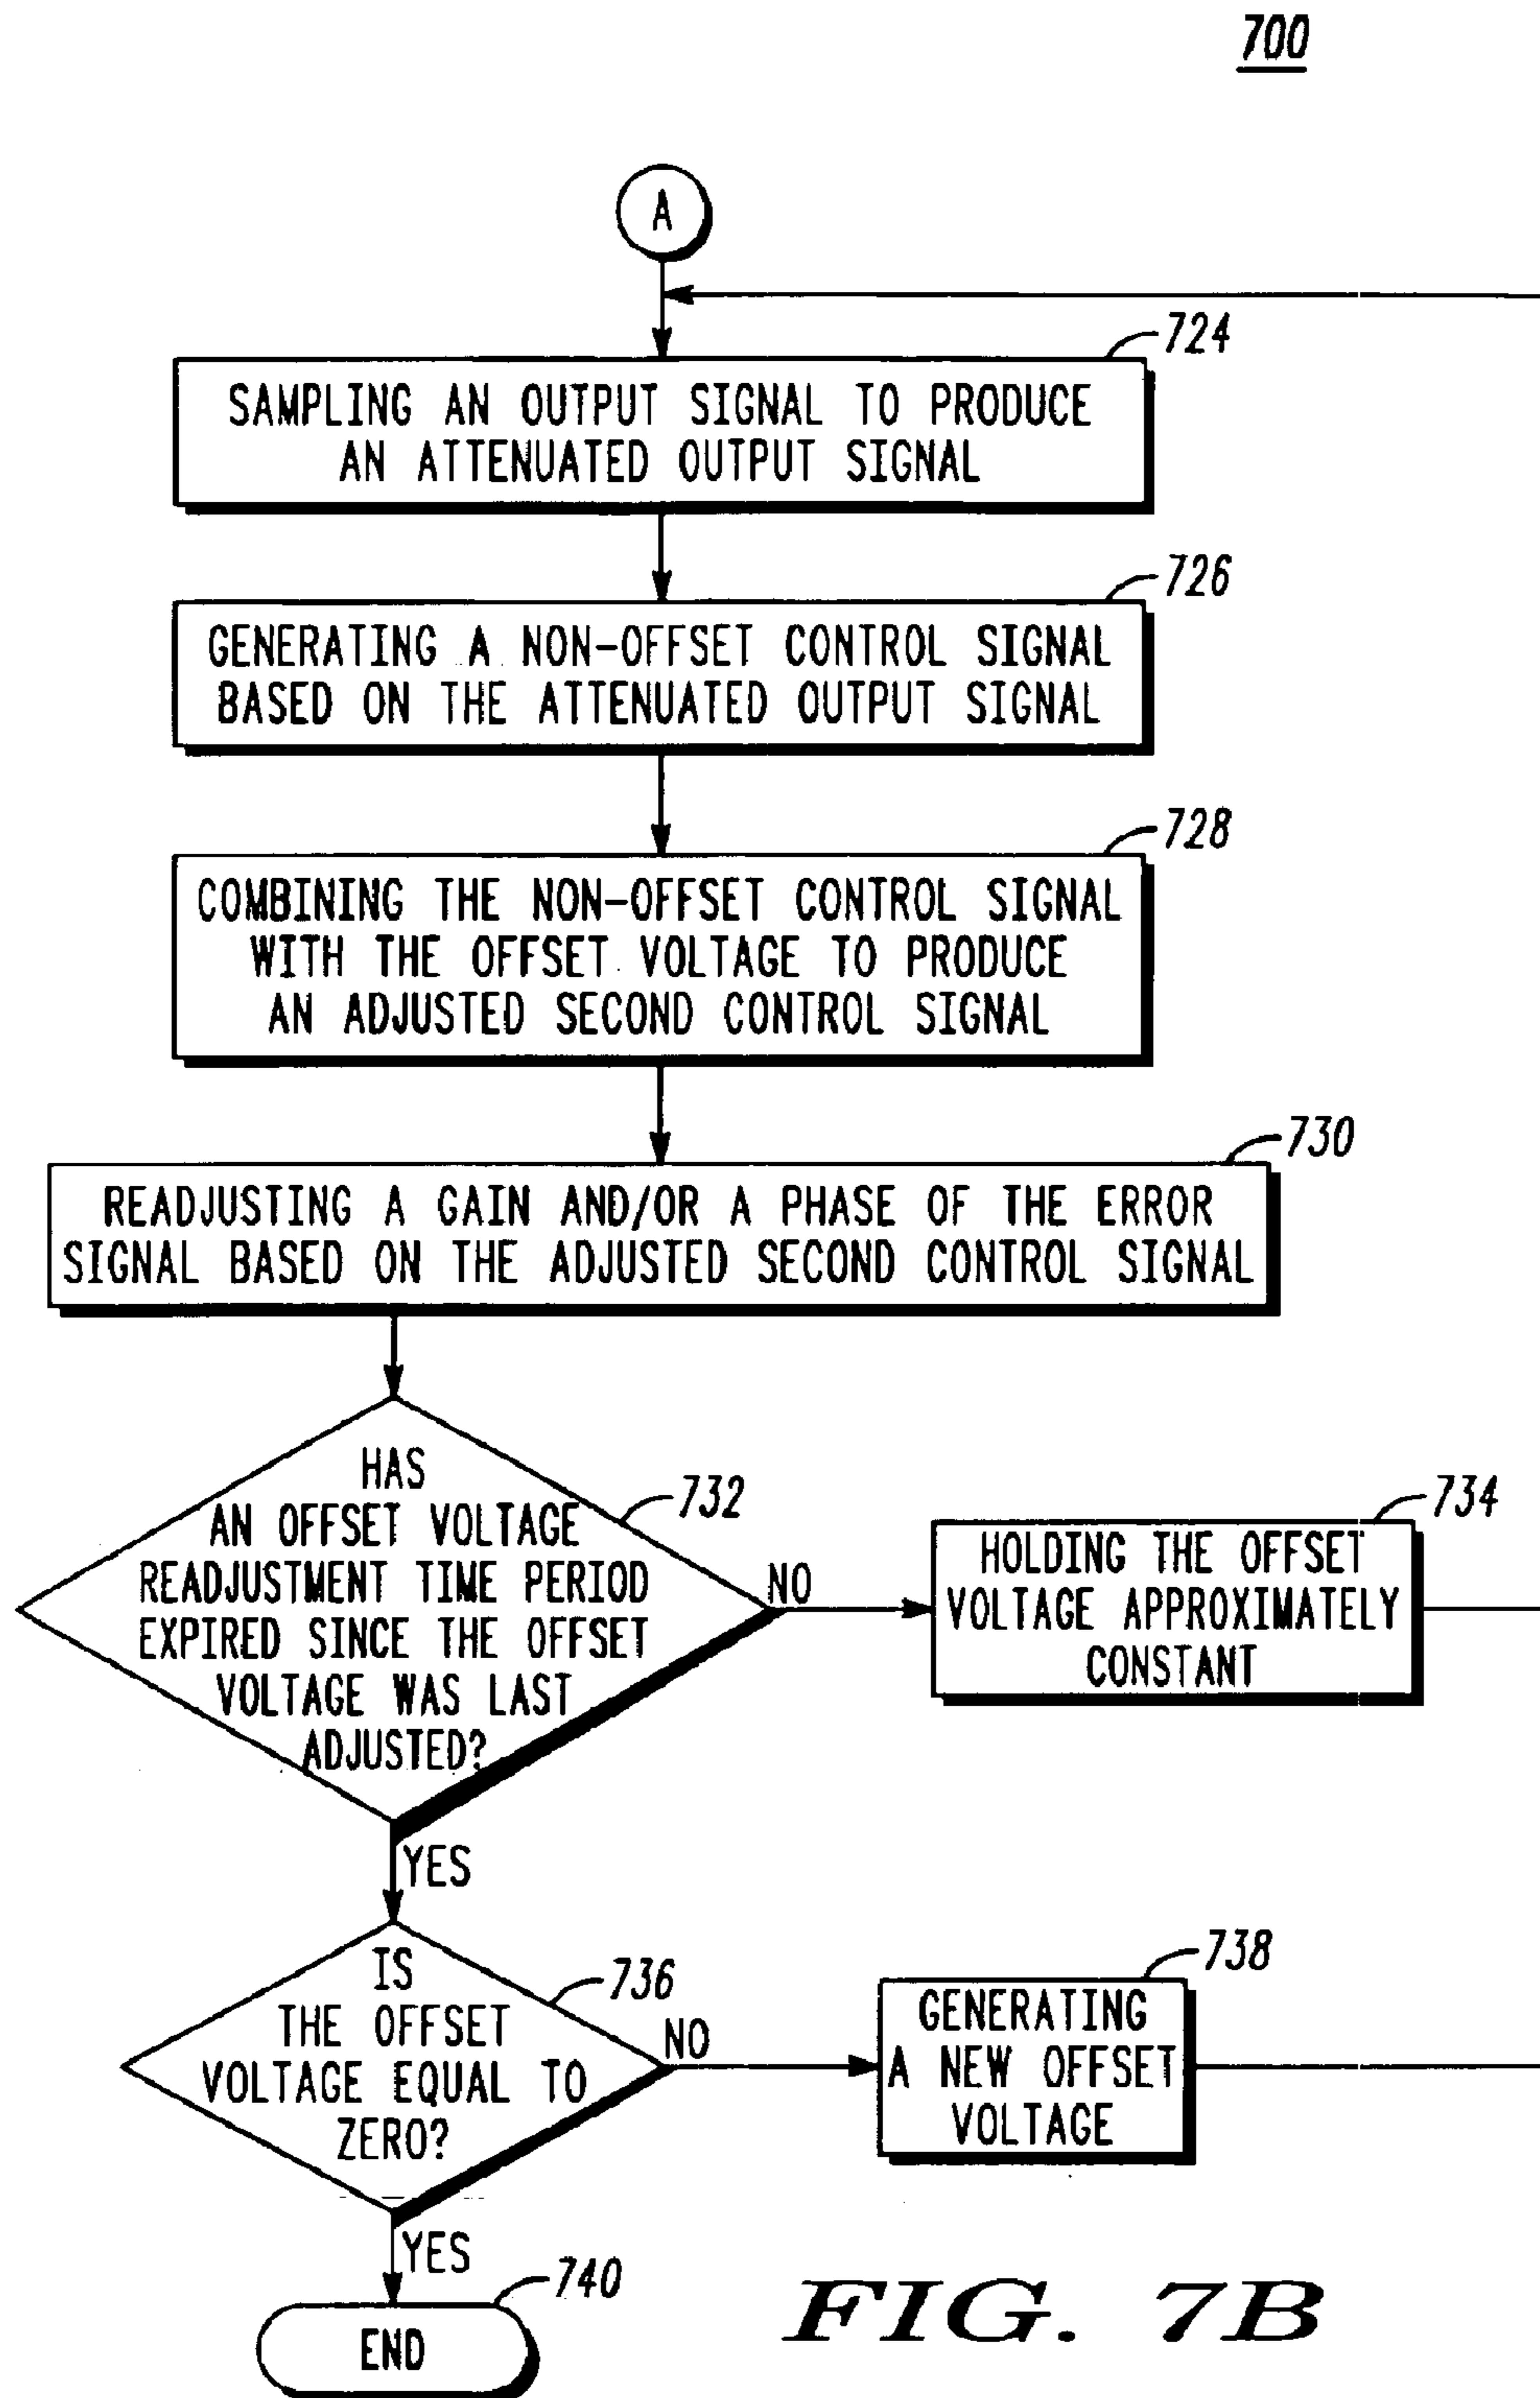 700
A
724
SAMPLING AN OUTPUT SIGNAL TO PRODUCE
AN ATTENUATED OUTPUT SIGNAL
726
GENERATING A NON-OFFSET CONTROL SIGNAL
BASED ON THE ATTENUATED OUTPUT SIGNAL
728
COMBINING THE NON-OFFSET CONTROL SIGNAL
WITH THE OFFSET VOLTAGE TO PRODUCE
AN ADJUSTED SECOND CONTROL SIGNAL
730
READJUSTING A GAIN AND/OR A PHASE OF THE ERROR
SIGNAL BASED ON THE ADJUSTED SECOND CONTROL SIGNAL
732
HAS
AN OFFSET VOLTAGE
READJUSTMENT TIME PERIOD
EXPIRED SINCE THE OFFSET
VOLTAGE WAS LAST
ADJUSTED?
NO
734
HOLDING THE OFFSET
VOLTAGE APPROXIMATELY
CONSTANT
YES
736
IS
THE OFFSET
VOLTAGE EQUAL TO
ZERO?
NO
738
GENERATING
A NEW OFFSET
VOLTAGE
YES
740
END
FIG. 7B